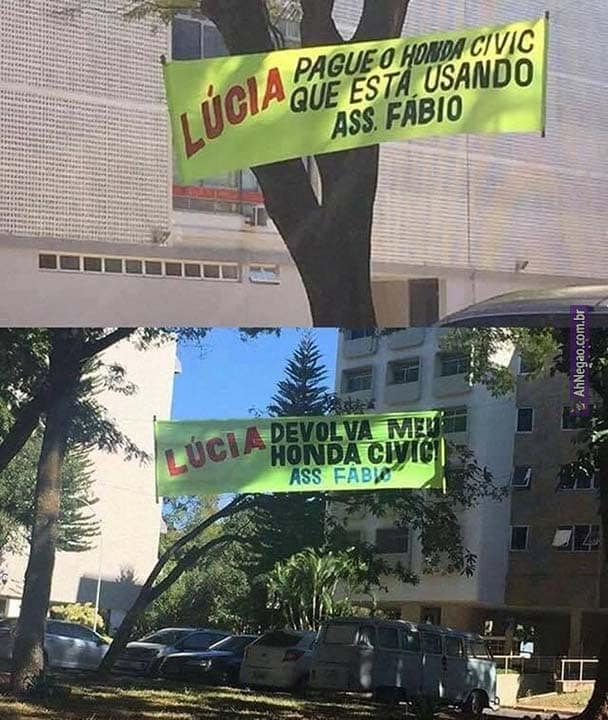 LÚCIA PAGUE O HONDA CIVIC
QUE ESTÁ USANDO
ASS. FÁBIO
AhNegao.com.br
LÚCIA DEVOLVA MEU
HONDA CIVIC!
ASS FÁBIO